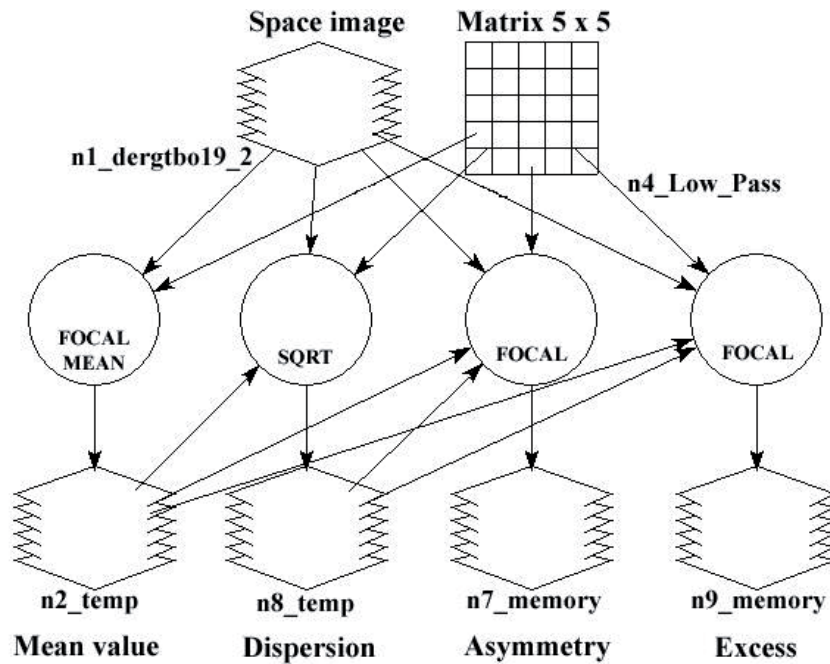 Space image
Matrix 5 x 5
n1_dergtbo19_2
n4_Low_Pass
FOCAL
MEAN
SQRT
FOCAL
FOCAL
n2_temp
n8_temp
n7_memory
n9_memory
Mean value
Dispersion
Asymmetry
Excess